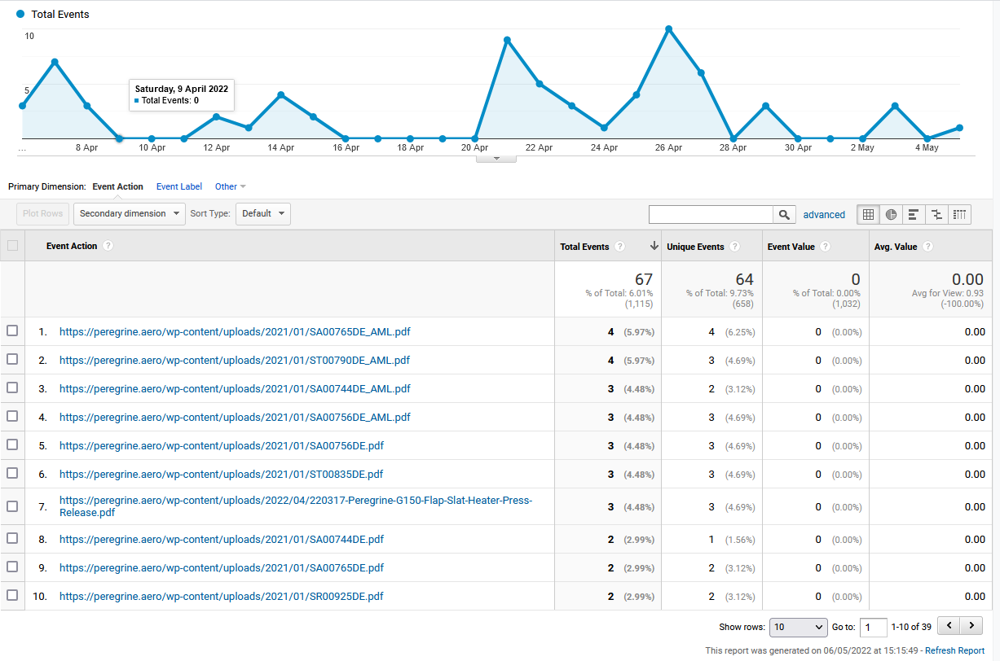 Total Events
10
5
Saturday, 9 April 2022
Total Events: 0
... 8 Apr 10 Apr 12 Apr 14 Apr 16 Apr 18 Apr 20 Apr 22 Apr 24 Apr 26 Apr 28 Apr 30 Apr 2 May 4 May
Primary Dimension: Event Action Event Label Other
Plot Rows Secondary dimension Sort Type: Default advanced
Event Action ? Total Events ? Unique Events ? Event Value ? Avg. Value ?
67 64 0 0.00
% of Total: 6.01% % of Total: 9.73% % of Total: 0.00% Avg for View: 0.93
(1,115) (658) (1,032) (-100.00%)
1. https://peregrine.aero/wp-content/uploads/2021/01/SA00765DE_AML.pdf 4 (5.97%) 4 (6.25%) 0 (0.00%) 0.00
2. https://peregrine.aero/wp-content/uploads/2021/01/ST00790DE_AML.pdf 4 (5.97%) 3 (4.69%) 0 (0.00%) 0.00
3. https://peregrine.aero/wp-content/uploads/2021/01/SA00744DE_AML.pdf 3 (4.48%) 2 (3.12%) 0 (0.00%) 0.00
4. https://peregrine.aero/wp-content/uploads/2021/01/SA00756DE_AML.pdf 3 (4.48%) 3 (4.69%) 0 (0.00%) 0.00
5. https://peregrine.aero/wp-content/uploads/2021/01/SA00756DE.pdf 3 (4.48%) 3 (4.69%) 0 (0.00%) 0.00
6. https://peregrine.aero/wp-content/uploads/2021/01/ST00835DE.pdf 3 (4.48%) 3 (4.69%) 0 (0.00%) 0.00
7. https://peregrine.aero/wp-content/uploads/2022/04/220317-Peregrine-G150-Flap-Slat-Heater-Press-
Release.pdf 3 (4.48%) 3 (4.69%) 0 (0.00%) 0.00
8. https://peregrine.aero/wp-content/uploads/2021/01/SA00744DE.pdf 2 (2.99%) 1 (1.56%) 0 (0.00%) 0.00
9. https://peregrine.aero/wp-content/uploads/2021/01/SA00765DE.pdf 2 (2.99%) 2 (3.12%) 0 (0.00%) 0.00
10. https://peregrine.aero/wp-content/uploads/2021/01/SR00925DE.pdf 2 (2.99%) 2 (3.12%) 0 (0.00%) 0.00
Show rows: 10 Go to: 1 1-10 of 39
This report was generated on 06/05/2022 at 15:15:49 - Refresh Report